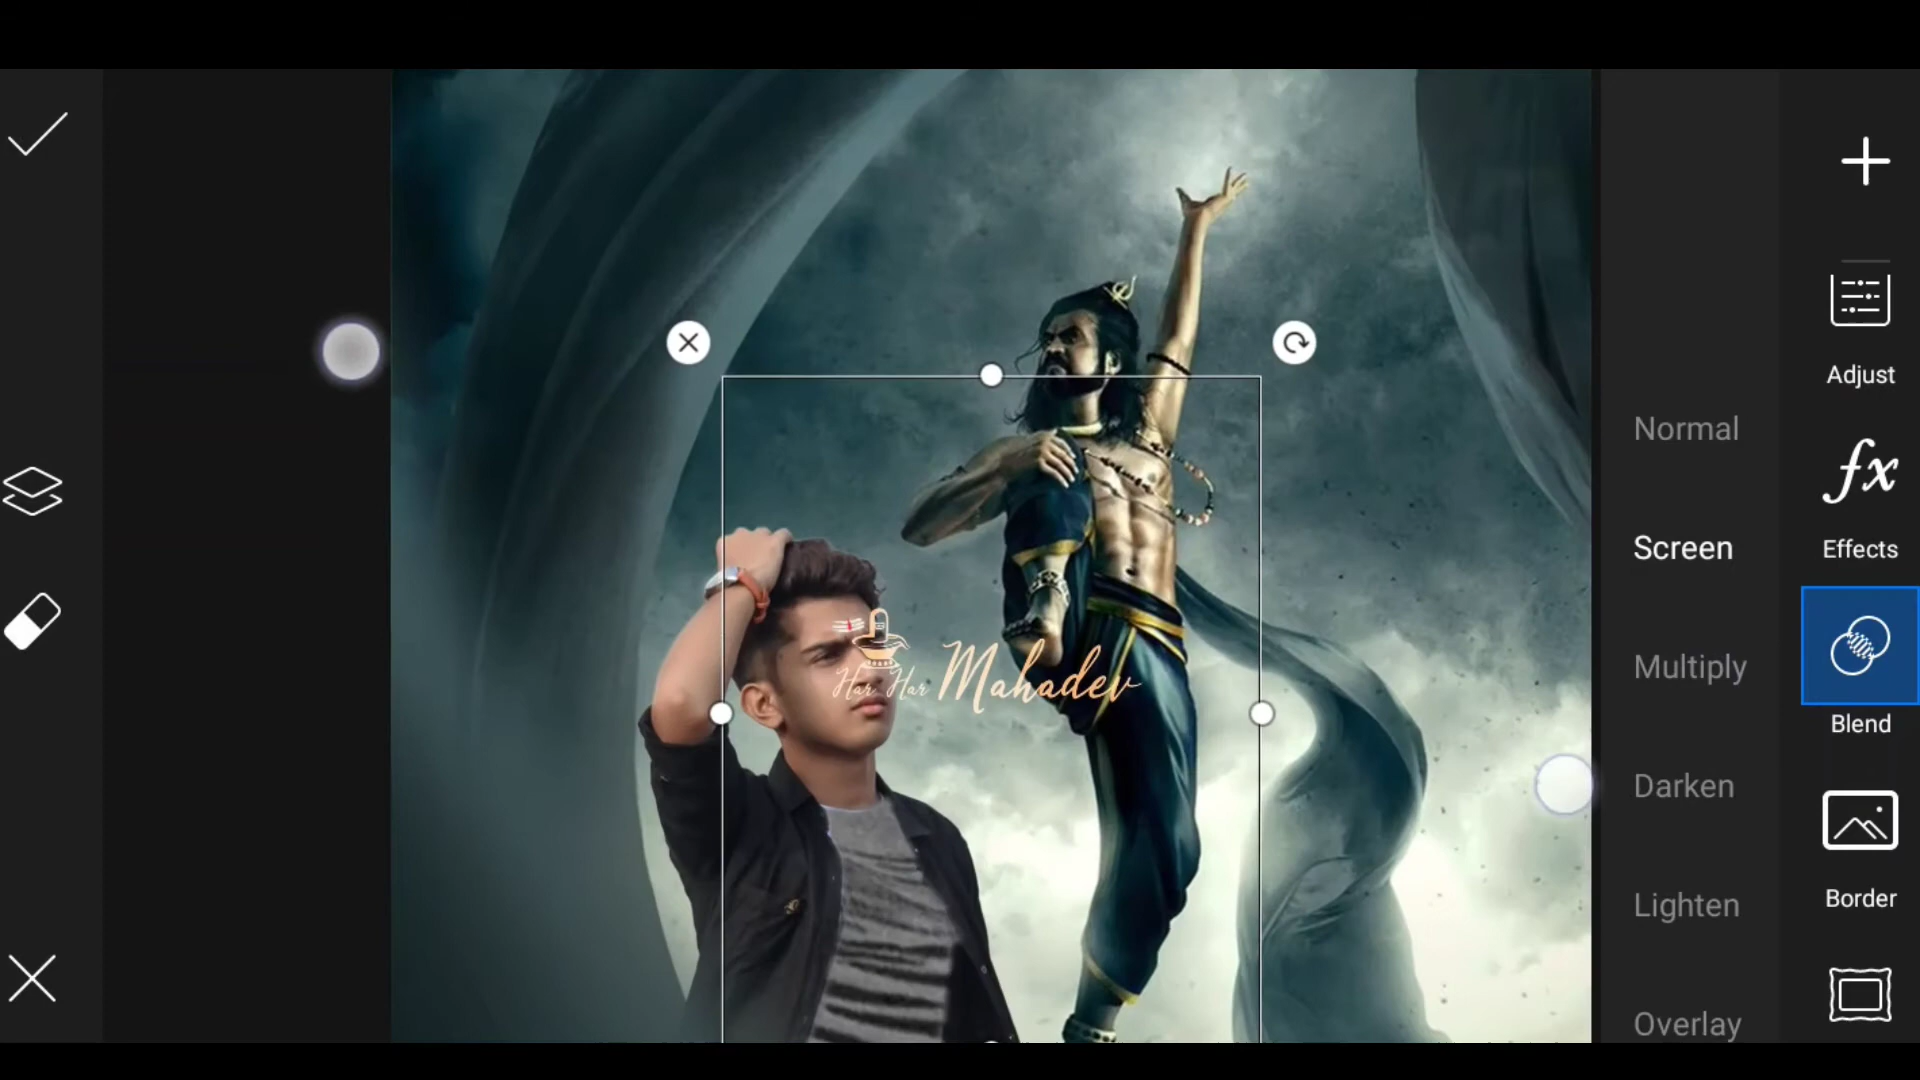 Adjust
Normal
Effects
Screen
Har Har Mahadev
Multiply
Blend
Darken
Border
Lighten
Overlay